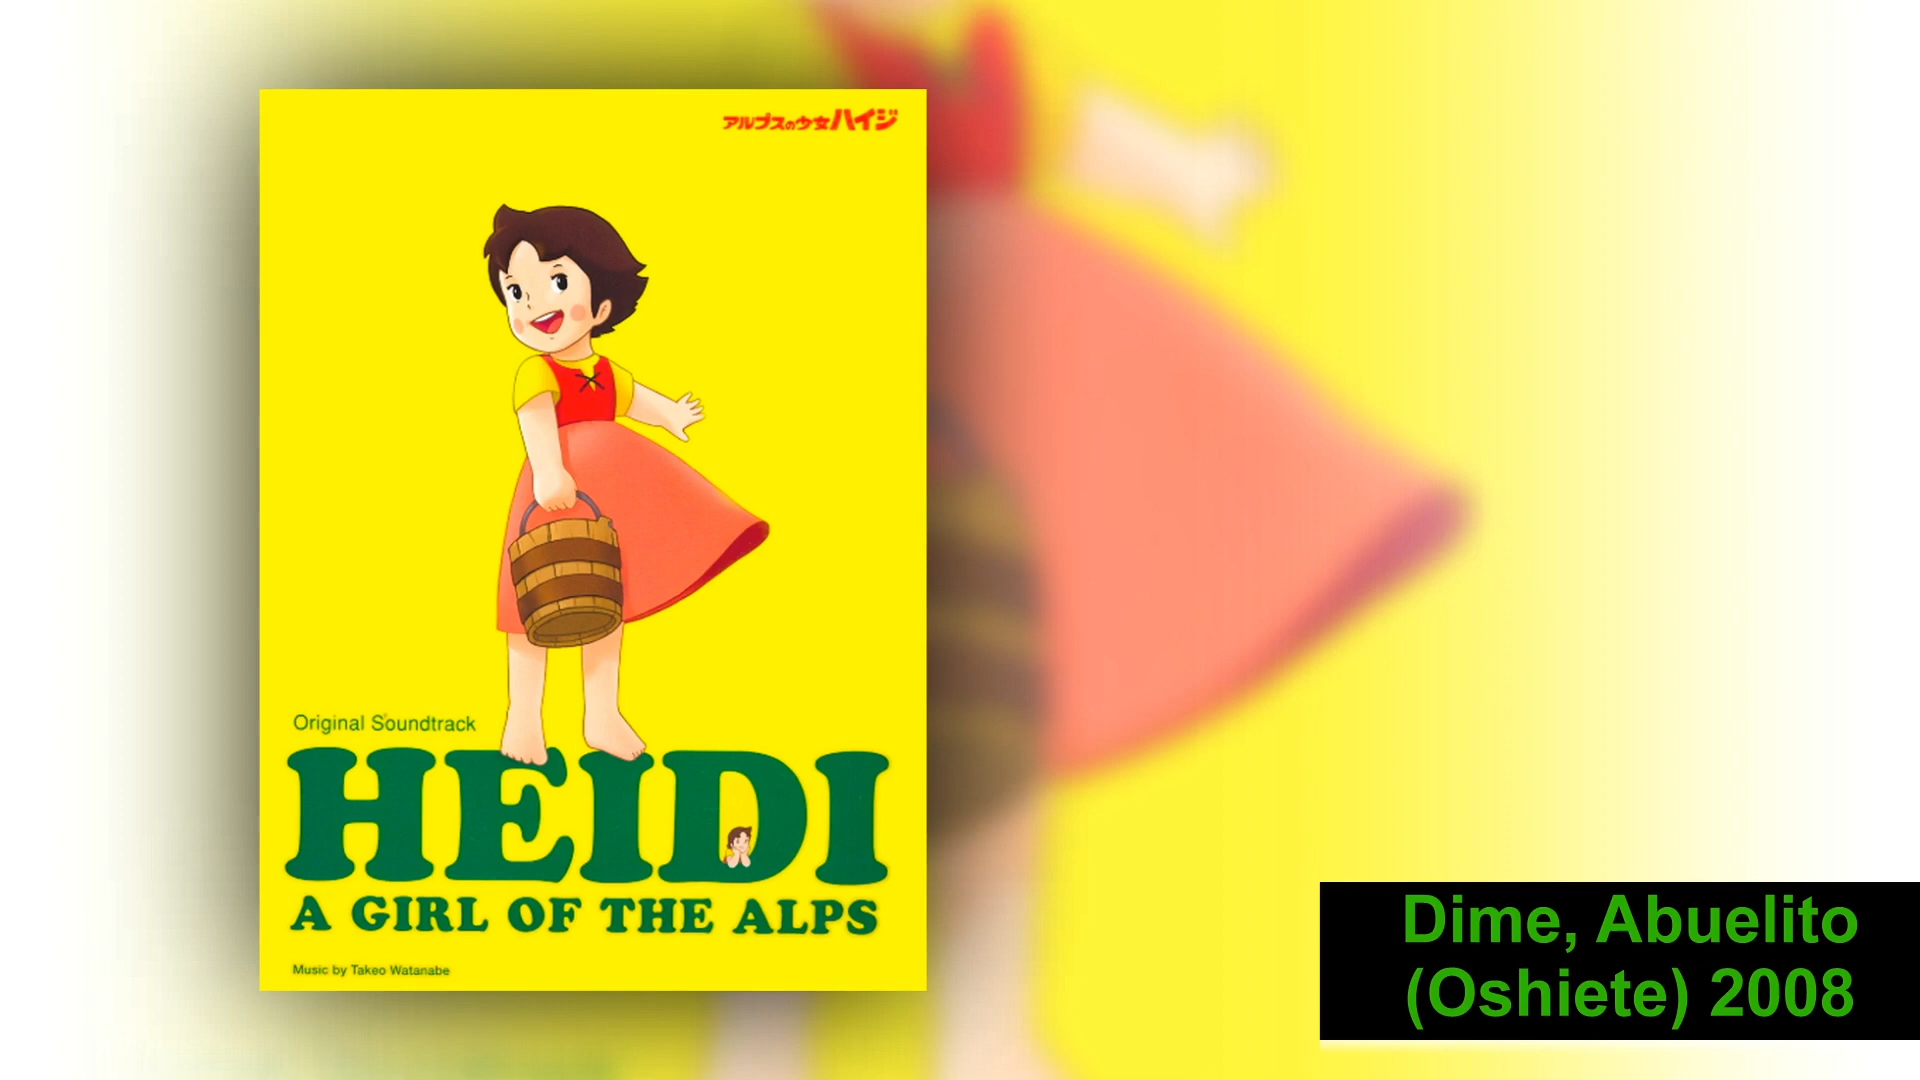 アルプスの少女ハイジ
Original Soundtrack
HEIDI
A GIRL OF THE ALPS
Music by Takeo Watanabe
Dime, Abuelito
(Oshiete) 2008